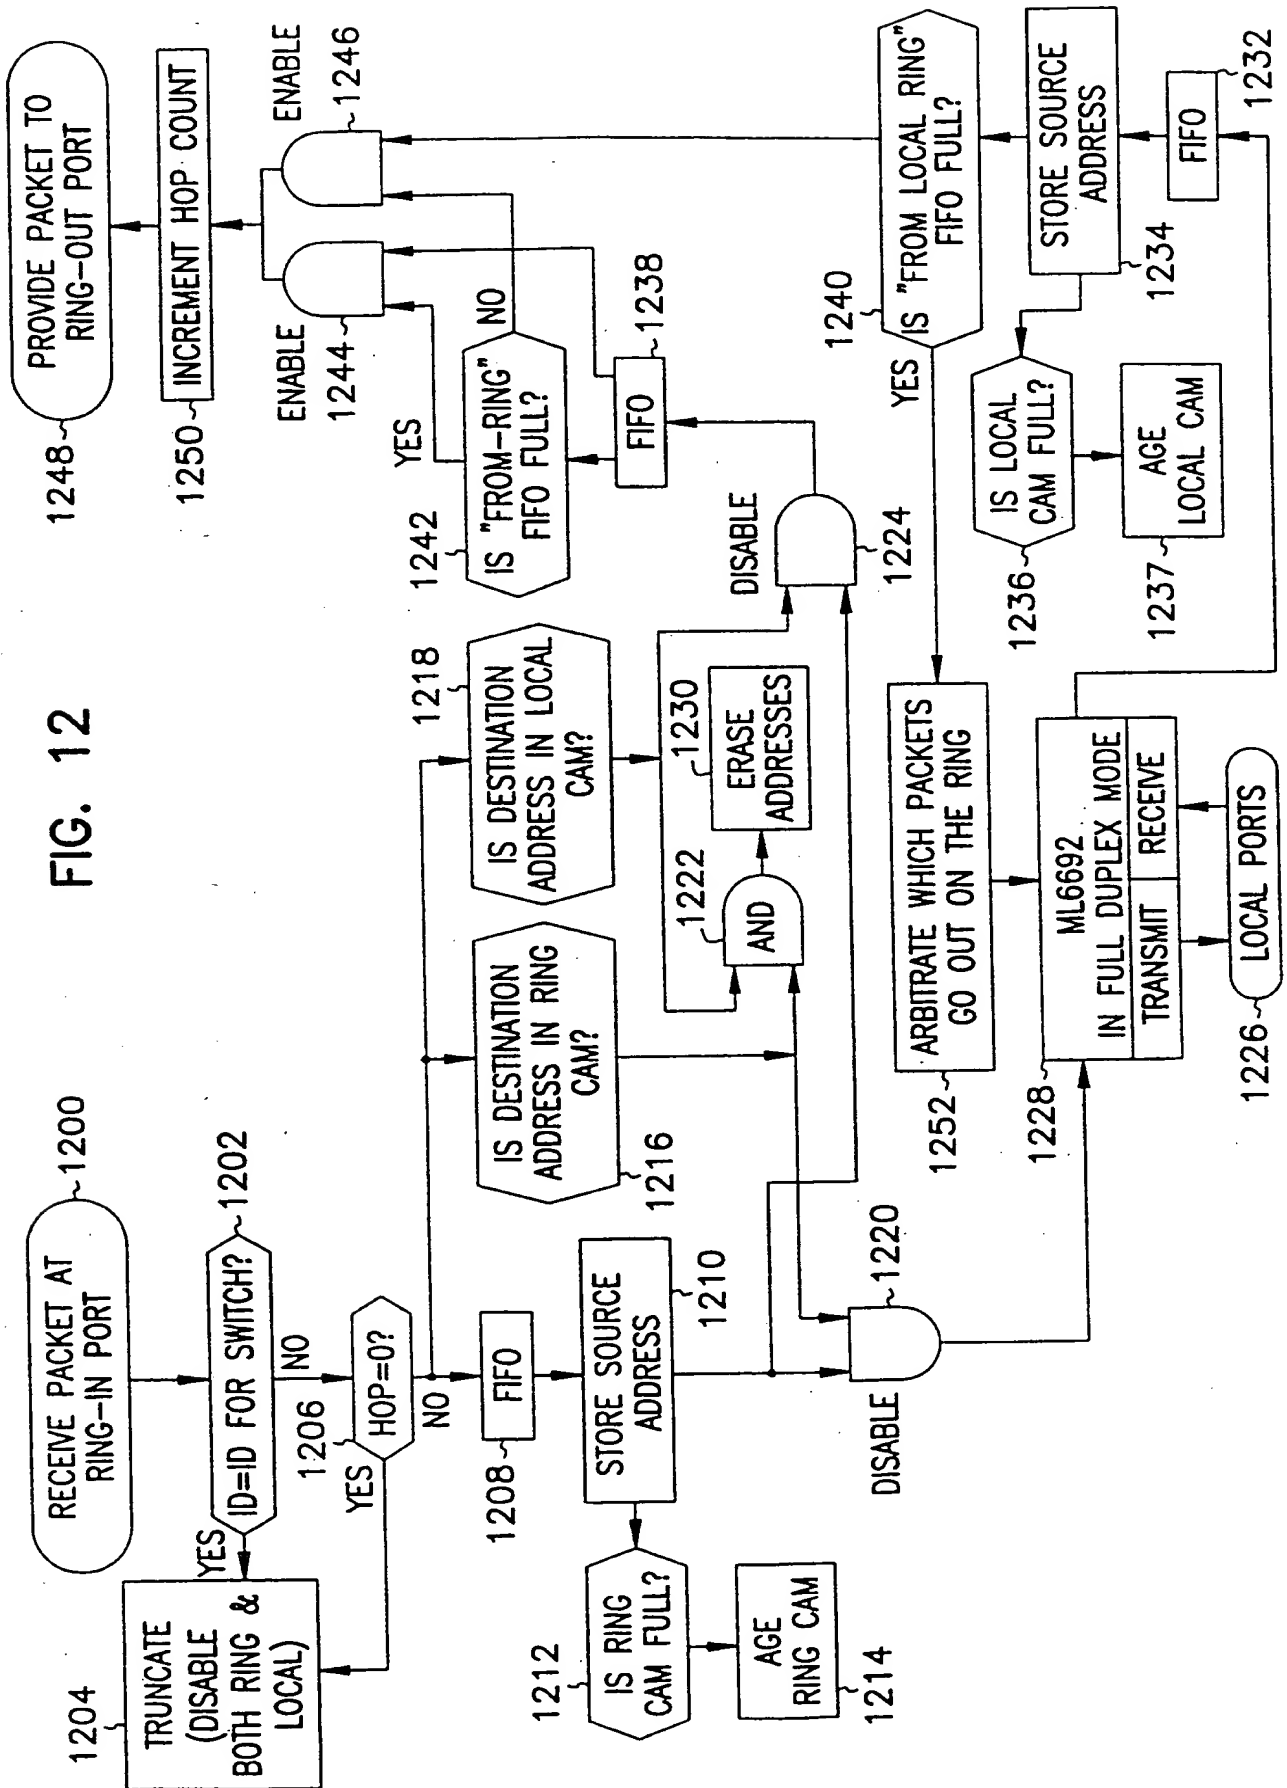 FIG. 12
RECEIVE PACKET AT
RING-IN PORT
1200
ID=ID FOR SWITCH?
1202
YES
NO
TRUNCATE
(DISABLE
BOTH RING &
LOCAL)
1204
HOP=0?
1206
YES
NO
FIFO
1208
STORE SOURCE
ADDRESS
1210
IS RING
CAM FULL?
1212
AGE
RING CAM
1214
IS DESTINATION
ADDRESS IN RING
CAM?
1216
IS DESTINATION
ADDRESS IN LOCAL
CAM?
1218
DISABLE
1220
AND
1222
ERASE
ADDRESSES
1230
DISABLE
1224
FIFO
1238
IS "FROM-RING"
FIFO FULL?
1242
YES
NO
ENABLE
1244
ENABLE
1246
INCREMENT HOP COUNT
1250
PROVIDE PACKET TO
RING-OUT PORT
1248
IS "FROM LOCAL RING"
FIFO FULL?
1240
YES
STORE SOURCE
ADDRESS
1234
FIFO
1232
IS LOCAL
CAM FULL?
1236
AGE
LOCAL CAM
1237
ARBITRATE WHICH PACKETS
GO OUT ON THE RING
1252
ML6692
IN FULL DUPLEX MODE
TRANSMIT
RECEIVE
1228
LOCAL PORTS
1226